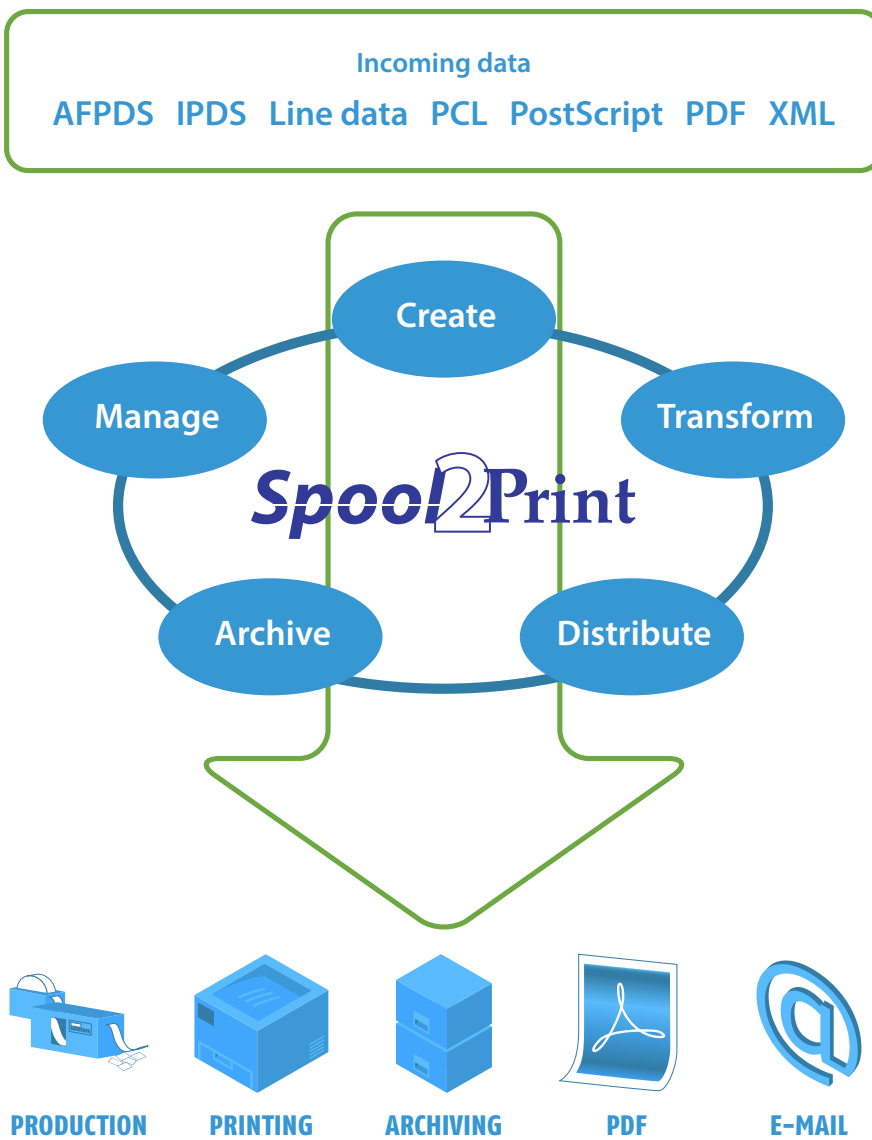 Incoming data
AFPDS IPDS Line data PCL PostScript PDF XML
Create
Manage
Transform
Spool2Print
Archive
Distribute
PRODUCTION
PRINTING
ARCHIVING
PDF
E-MAIL